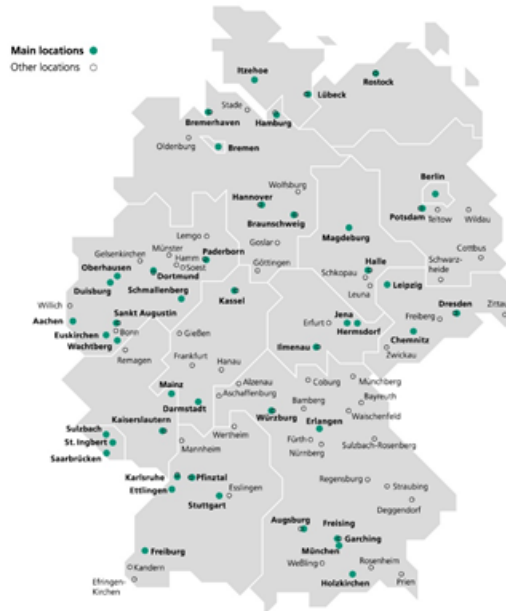 Main locations
Other locations
Itzehoe
Rostock
Lübeck
Stade
Hamburg
Bremerhaven
Oldenburg
Bremen
Berlin
Wolfsburg
Hannover
Braunschweig
Potsdam
Teltow
Wildau
Magdeburg
Lemgo
Goslar
Cottbus
Münster
Paderborn
Gelsenkirchen
Hamm
Soest
Göttingen
Halle
Schwarz-
heide
Oberhausen
Dortmund
Schkopau
Duisburg
Leipzig
Leuna
Schmallenberg
Kassel
Willich
Dresden
Zittau
Sankt Augustin
Jena
Freiberg
Aachen
Erfurt
Bonn
Hermsdorf
Euskirchen
Gießen
Chemnitz
Wachtberg
Ilmenau
Zwickau
Remagen
Frankfurt
Hanau
Coburg
Münchberg
Mainz
Alzenau
Bayreuth
Aschaffenburg
Bamberg
Darmstadt
Waischenfeld
Würzburg
Kaiserslautern
Erlangen
Sulzbach
Wertheim
Fürth
Sulzbach-Rosenberg
St. Ingbert
Mannheim
Nürnberg
Saarbrücken
Karlsruhe
Pfinztal
Regensburg
Straubing
Ettlingen
Esslingen
Stuttgart
Deggendorf
Augsburg
Freising
Garching
Freiburg
München
Weßling
Rosenheim
Kandern
Holzkirchen
Prien
Efringen-
Kirchen